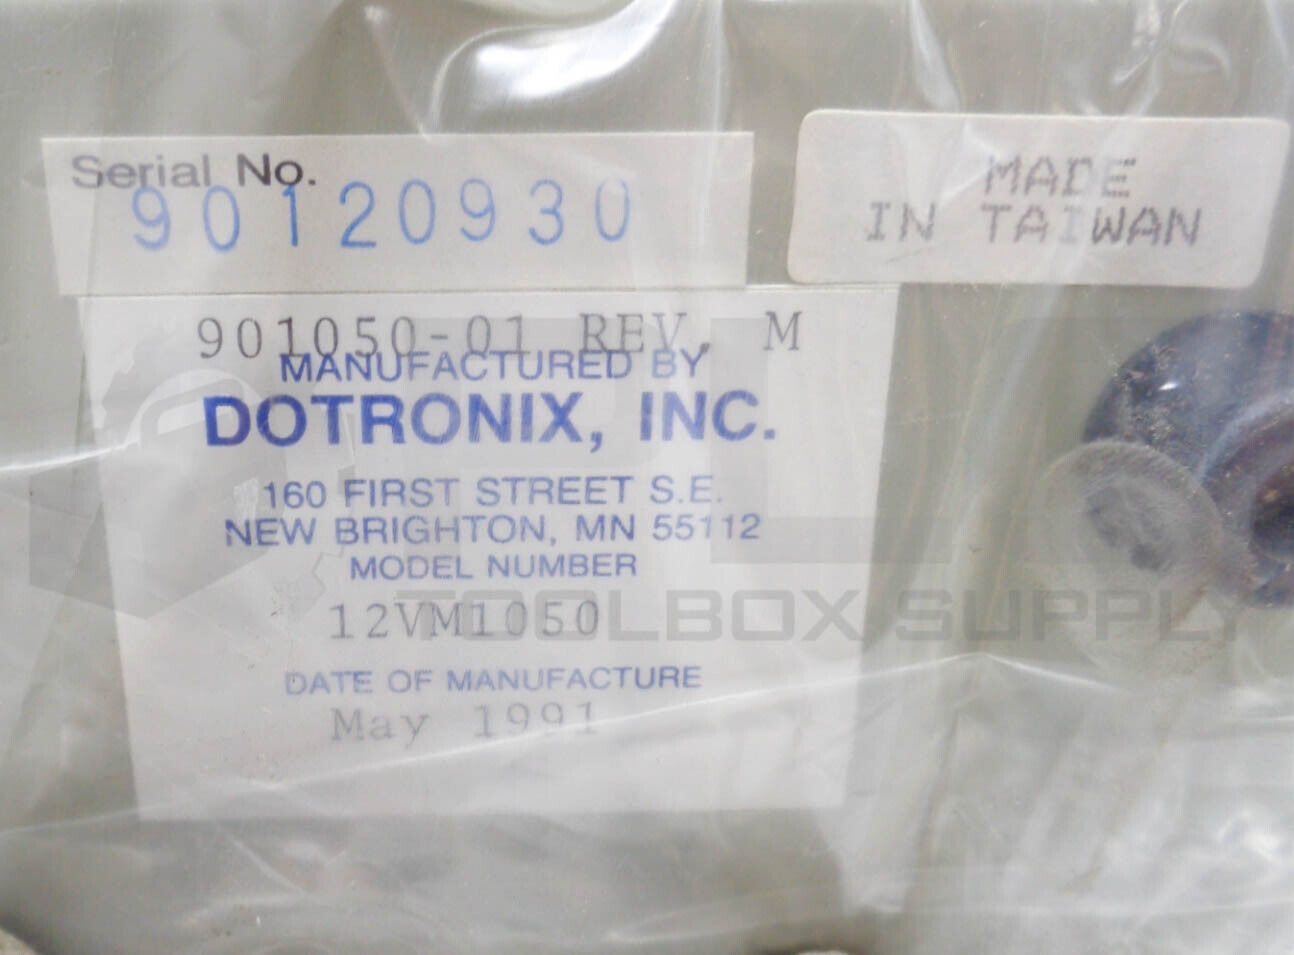 Serial No.
90120930
MADE
IN TAIWAN
901050-01 REV. M
MANUFACTURED BY
DOTRONIX, INC.
160 FIRST STREET S.E.
NEW BRIGHTON, MN 55112
MODEL NUMBER
12VM1050
DATE OF MANUFACTURE
May 1991
PLC
TOOLBOX SUPPLY